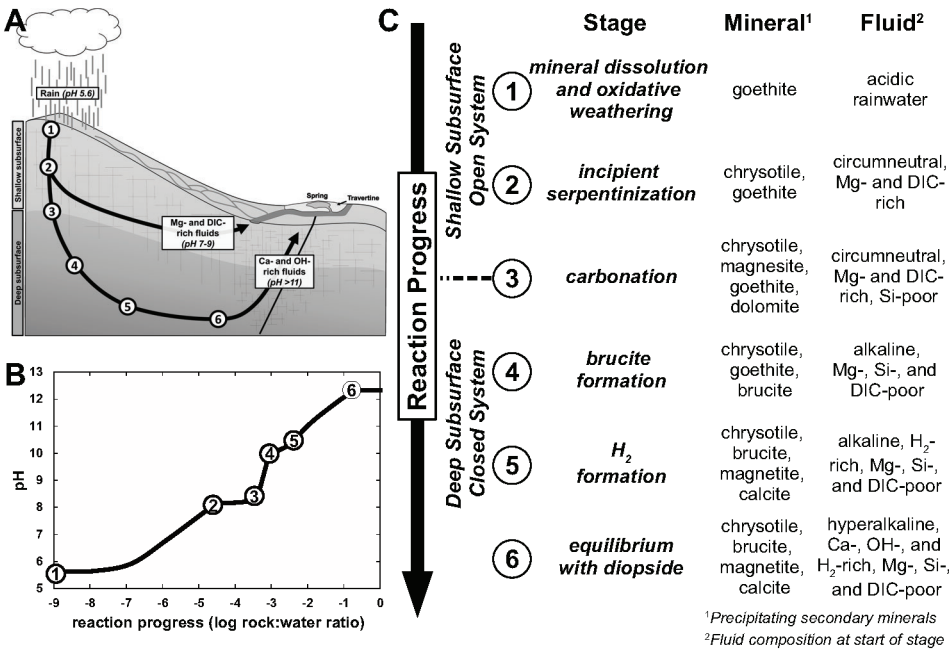 A
Rain (pH 5.6)
Shallow subsurface
Deep subsurface
1
2
3
4
5
6
Mg- and DIC-
rich fluids
(pH 7-9)
Spring
Travertine
Ca- and OH-
rich fluids
(pH >11)
B
pH
13
12
11
10
9
8
7
6
5
1
2
3
4
5
6
-9 -8 -7 -6 -5 -4 -3 -2 -1 0
reaction progress (log rock:water ratio)
C
Reaction Progress
Shallow Subsurface
Open System
Deep Subsurface
Closed System
Stage Mineral¹ Fluid²
1
mineral dissolution
and oxidative
weathering
goethite
acidic
rainwater
2
incipient
serpentinization
chrysotile,
goethite
circumneutral,
Mg- and DIC-
rich
3
carbonation
chrysotile,
magnesite,
goethite,
dolomite
circumneutral,
Mg- and DIC-
rich, Si-poor
4
brucite
formation
chrysotile,
goethite,
brucite
alkaline,
Mg-, Si-, and
DIC-poor
5
H₂
formation
chrysotile,
brucite,
magnetite,
calcite
alkaline, H₂-
rich, Mg-, Si-,
and DIC-poor
6
equilibrium
with diopside
chrysotile,
brucite,
magnetite,
calcite
hyperalkaline,
Ca-, OH-, and
H₂-rich, Mg-, Si-,
and DIC-poor
¹Precipitating secondary minerals
²Fluid composition at start of stage